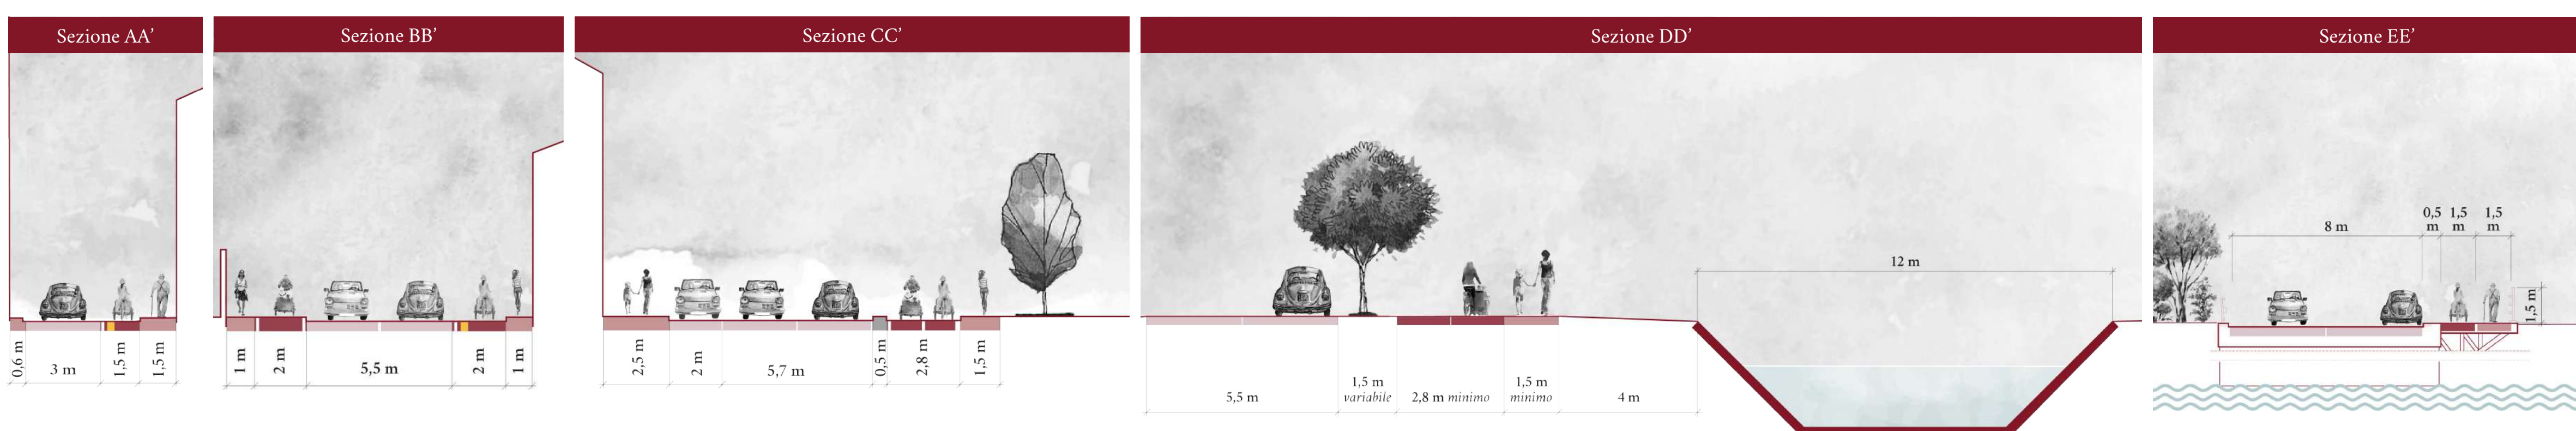 Sezione AA’
0,6 m
3 m
1,5 m
1,5 m
Sezione BB’
1 m
2 m
5,5 m
2 m
1 m
Sezione CC’
2,5 m
2 m
5,7 m
0,5 m
2,8 m
1,5 m
Sezione DD’
12 m
5,5 m
1,5 m
variabile
2,8 m minimo
1,5 m
minimo
4 m
Sezione EE’
8 m
0,5
m
1,5
m
1,5
m
1,5 m